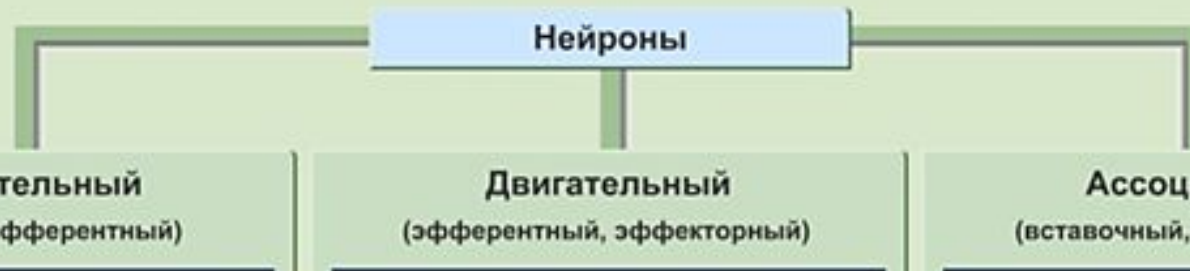 Нейроны
тельный
фферентный)
Двигательный
(эфферентный, эффекторный)
Ассоц
(вставочный,